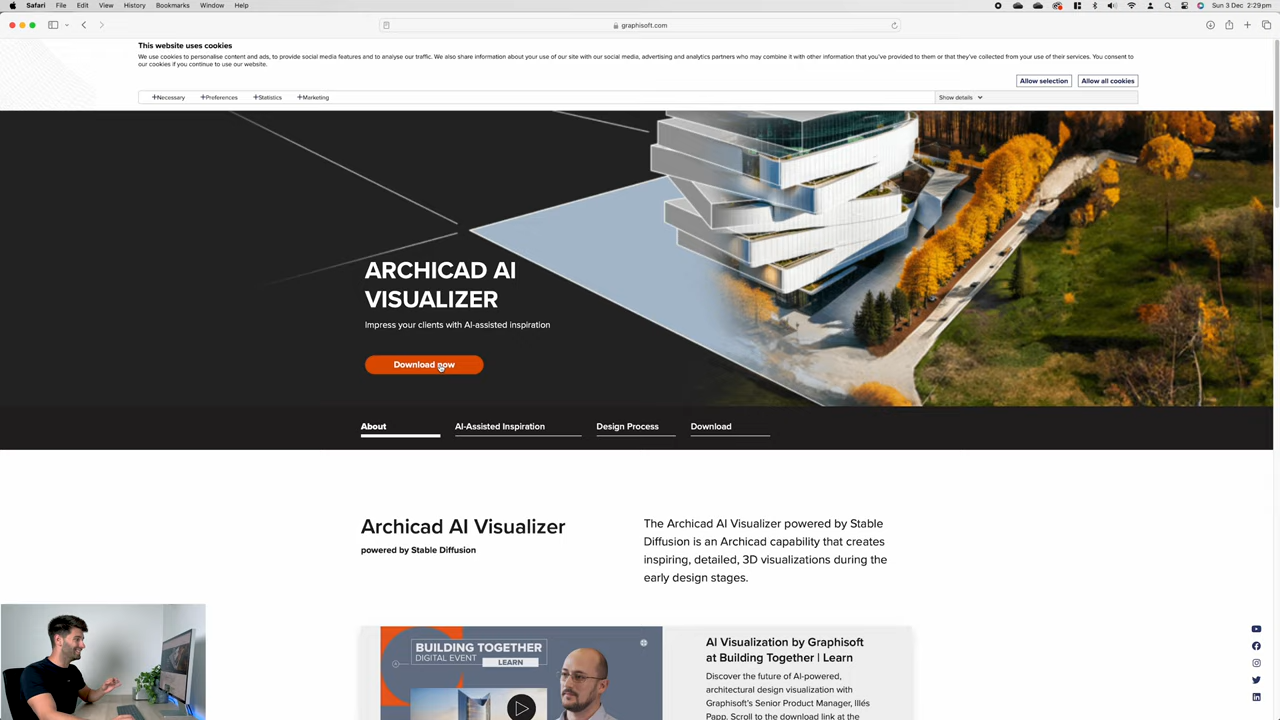 Safari File Edit View History Bookmarks Window Help
Sun 3 Dec 2:29pm
graphisoft.com
This website uses cookies
We use cookies to personalise content and ads, to provide social media features and to analyse our traffic. We also share information about your use of our site with our social media, advertising and analytics partners who may combine it with other information that you've provided to them or that they've collected from your use of their services. You consent to
our cookies if you continue to use our website.
Allow selection
Allow all cookies
Necessary
Preferences
Statistics
Marketing
Show details
ARCHICAD AI
VISUALIZER
Impress your clients with AI-assisted inspiration
Download now
About
AI-Assisted Inspiration
Design Process
Download
Archicad AI Visualizer
powered by Stable Diffusion
The Archicad AI Visualizer powered by Stable
Diffusion is an Archicad capability that creates
inspiring, detailed, 3D visualizations during the
early design stages.
BUILDING TOGETHER
DIGITAL EVENT
LEARN
AI Visualization by Graphisoft
at Building Together | Learn
Discover the future of AI-powered,
architectural design visualization with
Graphisoft's Senior Product Manager, Illés
Papp. Scroll to the download link at the